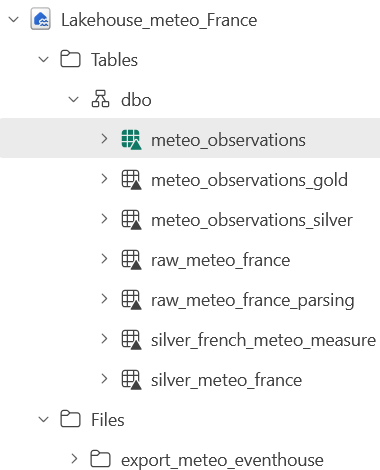 Lakehouse_meteo_France
Tables
dbo
meteo_observations
meteo_observations_gold
meteo_observations_silver
raw_meteo_france
raw_meteo_france_parsing
silver_french_meteo_measure
silver_meteo_france
Files
export_meteo_eventhouse